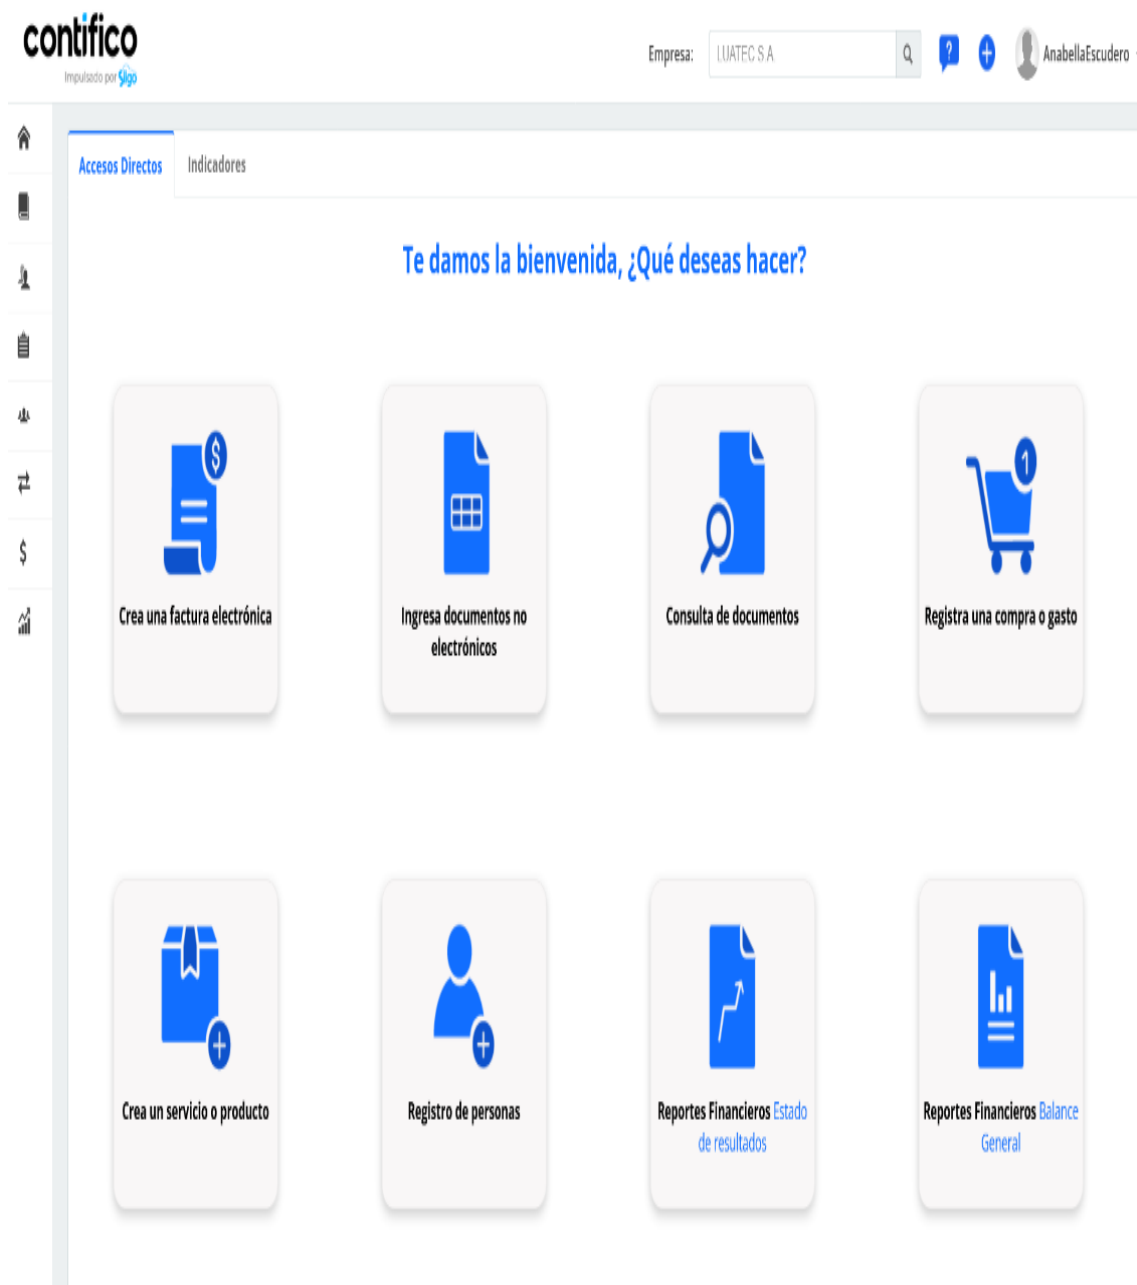 contífico
Impulsado por Siigo
Empresa:
LUATEC S.A
?
AnabellaEscudero
Accesos Directos
Indicadores
Te damos la bienvenida, ¿Qué deseas hacer?
$
$
1
Crea una factura electrónica
Ingresa documentos no
electrónicos
Consulta de documentos
Registra una compra o gasto
Crea un servicio o producto
Registro de personas
Reportes Financieros Estado
de resultados
Reportes Financieros Balance
General